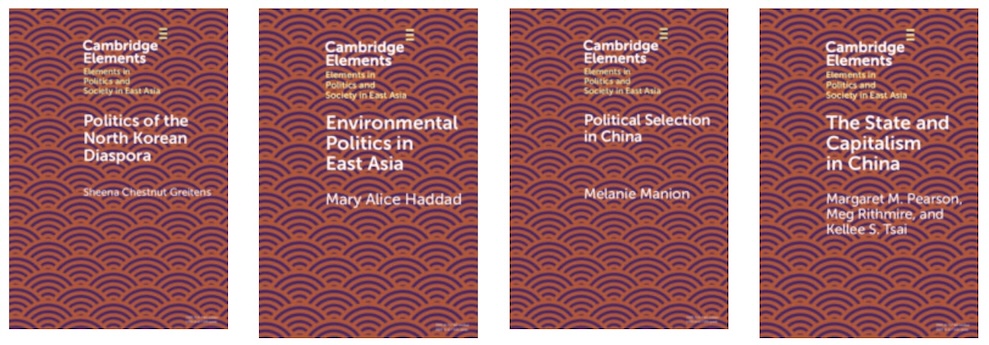 Cambridge
Elements
Elements in
Politics and
Society in East Asia
Politics of the
North Korean
Diaspora
Sheena Chestnut Greitens
Cambridge
Elements
Elements in
Politics and
Society in East Asia
Environmental
Politics in
East Asia
Mary Alice Haddad
Cambridge
Elements
Elements in
Politics and
Society in East Asia
Political Selection
in China
Melanie Manion
Cambridge
Elements
Elements in
Politics and
Society in East Asia
The State and
Capitalism
in China
Margaret M. Pearson,
Meg Rithmire, and
Kellee S. Tsai